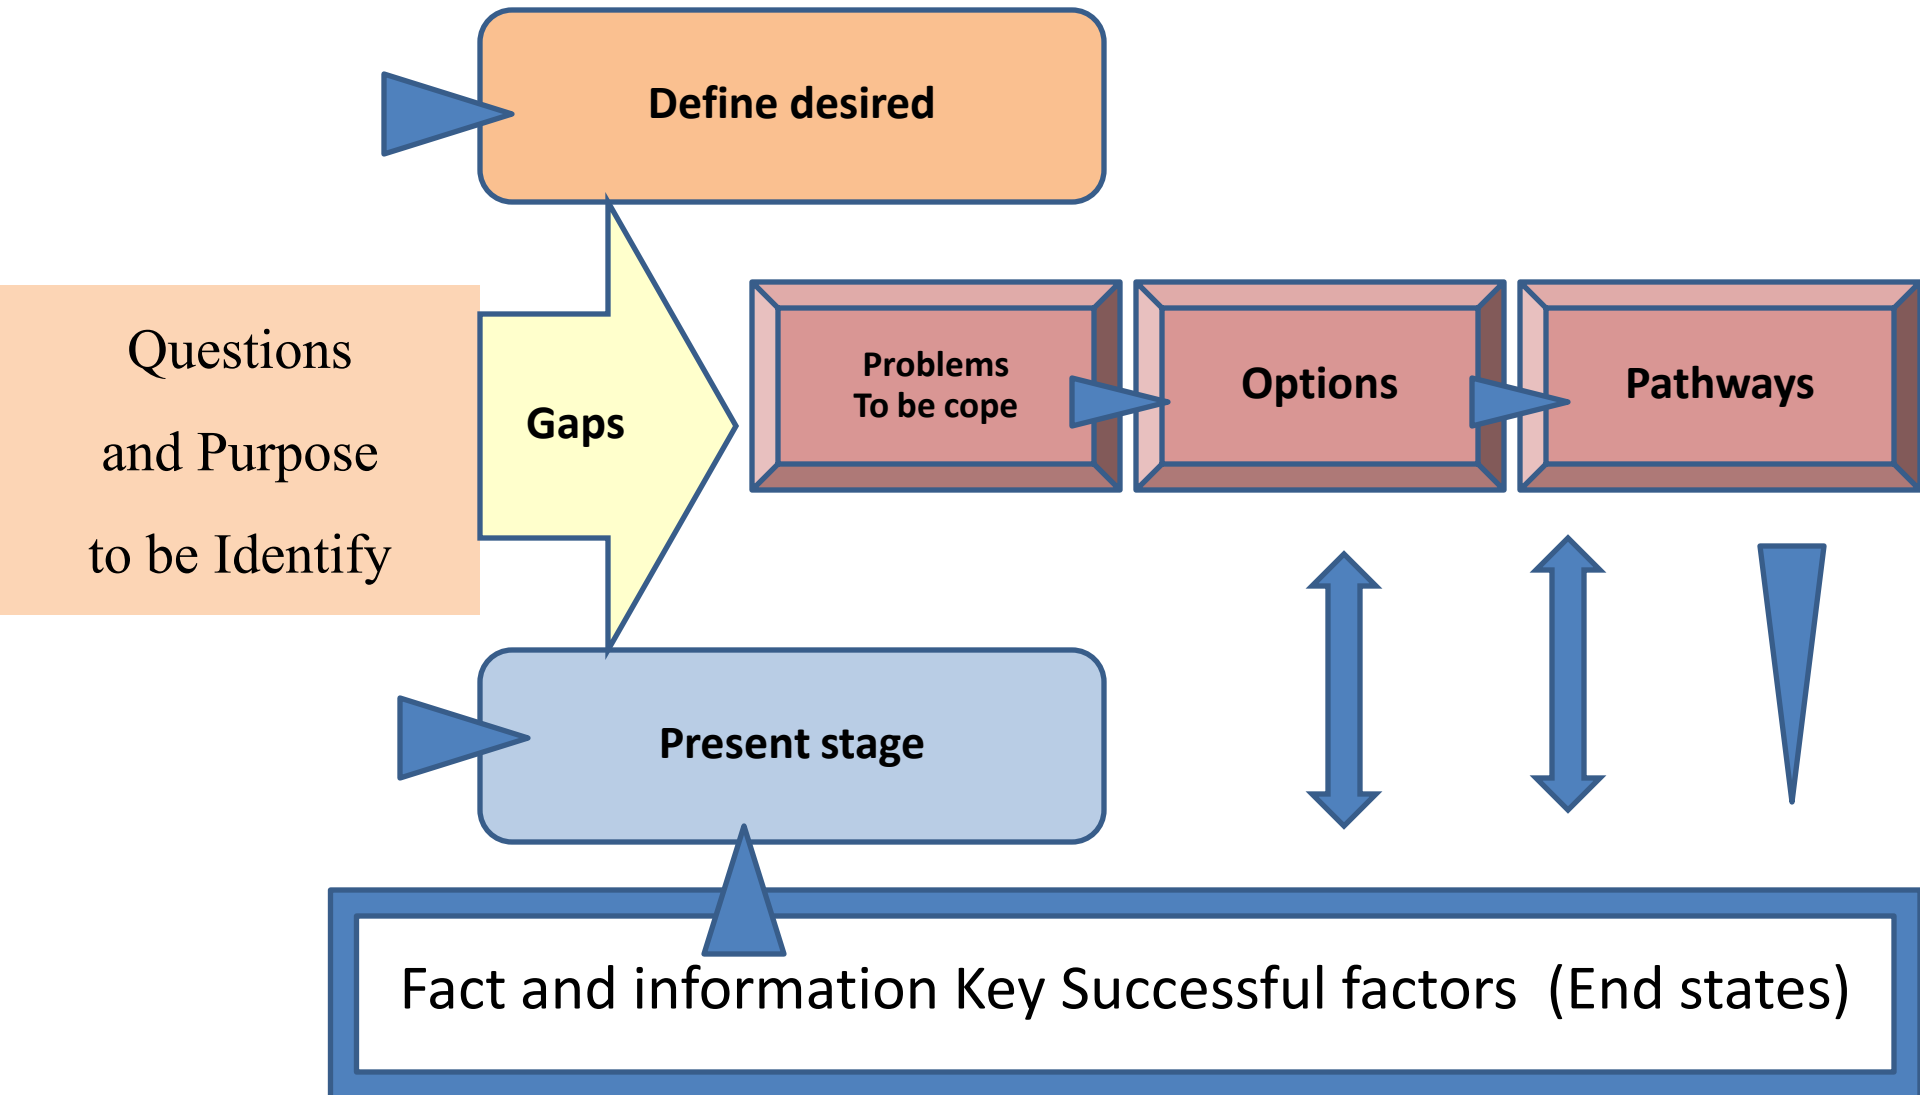 Define desired
Questions
and Purpose
to be Identify
Gaps
Problems
To be cope
Options
Pathways
Present stage
Fact and information Key Successful factors  (End states)